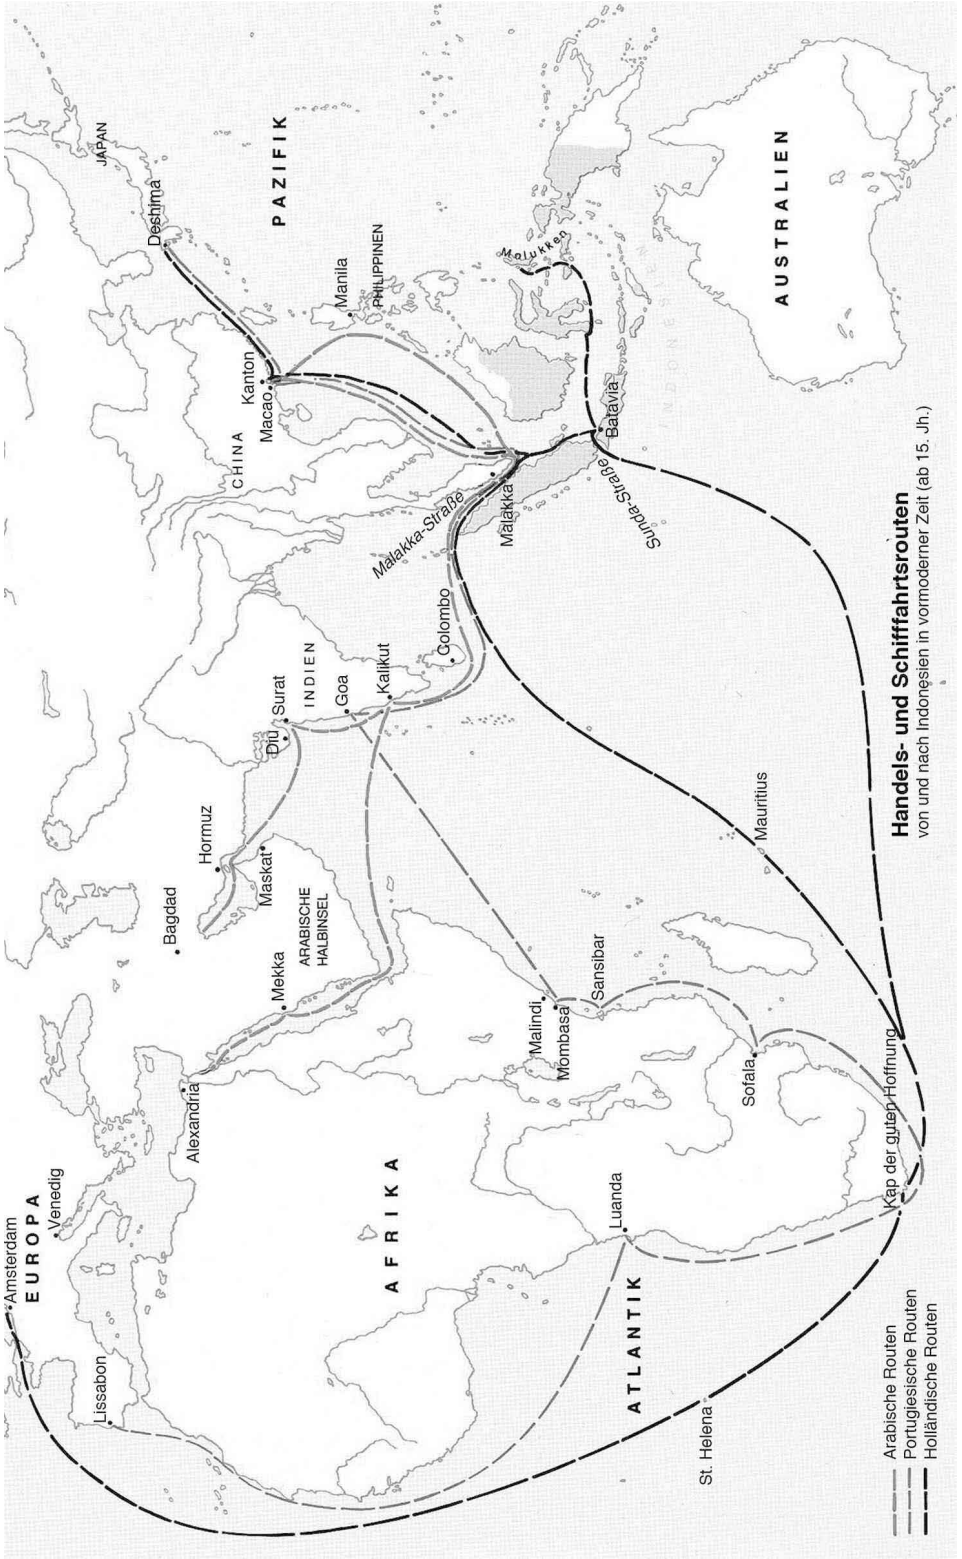 Amsterdam
EUROPA
Venedig
Lissabon
JAPAN
Deshima
Bagdad
Alexandria
Hormuz
CHINA
Kanton
Macao
Maskat
Mekka
Diu
Surat
PAZIFIK
ARABISCHE
HALBINSEL
INDIEN
Goa
Manila
PHILIPPINEN
Kalikut
AFRIKA
Malakka-Straße
Colombo
Malakka
Molukken
Malindi
Mombasa
Sansibar
Luanda
Batavia
Sunda-Straße
ATLANTIK
INDONESIEN
St. Helena
Sofala
Mauritius
AUSTRALIEN
Kap der guten Hoffnung
Arabische Routen
Portugiesische Routen
Holländische Routen
Handels- und Schifffahrtsrouten
von und nach Indonesien in vormoderner Zeit (ab 15. Jh.)